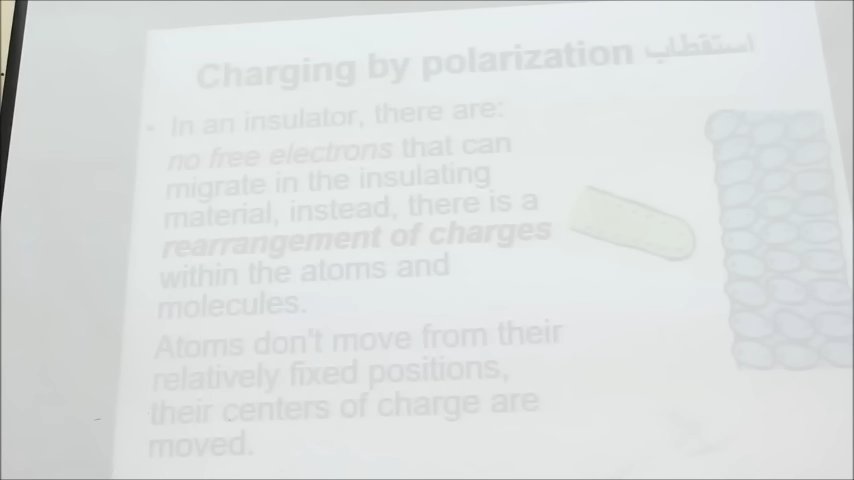 Charging by polarization استقطاب
• In an insulator, there are:
no free electrons that can
migrate in the insulating
material, instead, there is a
rearrangement of charges
within the atoms and
molecules.
Atoms don't move from their
relatively fixed positions,
their centers of charge are
moved.